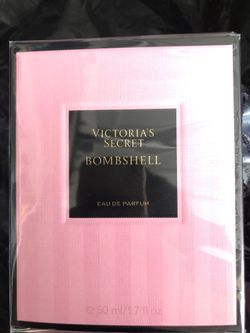 VICTORIA'S
SECRET
BOMBSHELL
EAU DE PARFUM
e 50 ml/1.7 fl oz